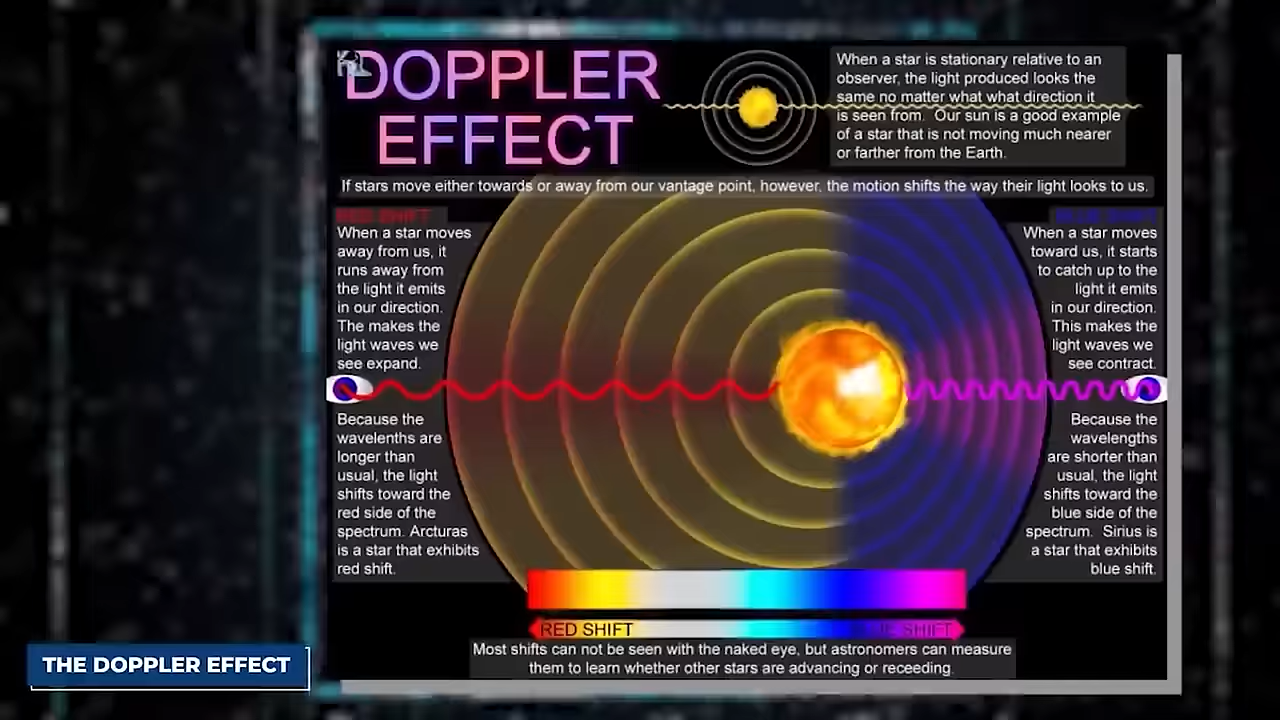 DOPPLER
EFFECT
When a star is stationary relative to an
observer, the light produced looks the
same no matter what what direction it
is seen from. Our sun is a good example
of a star that is not moving much nearer
or farther from the Earth.
If stars move either towards or away from our vantage point, however, the motion shifts the way their light looks to us.
RED SHIFT
When a star moves
away from us, it
runs away from
the light it emits
in our direction.
The makes the
light waves we
see expand.
Because the
wavelenths are
longer than
usual, the light
shifts toward the
red side of the
spectrum. Arcturas
is a star that exhibits
red shift.
BLUE SHIFT
When a star moves
toward us, it starts
to catch up to the
light it emits
in our direction.
This makes the
light waves we
see contract.
Because the
wavelengths
are shorter than
usual, the light
shifts toward the
blue side of the
spectrum. Sirius is
a star that exhibits
blue shift.
RED SHIFT
SHIFT
Most shifts can not be seen with the naked eye, but astronomers can measure
them to learn whether other stars are advancing or receeding.
THE DOPPLER EFFECT